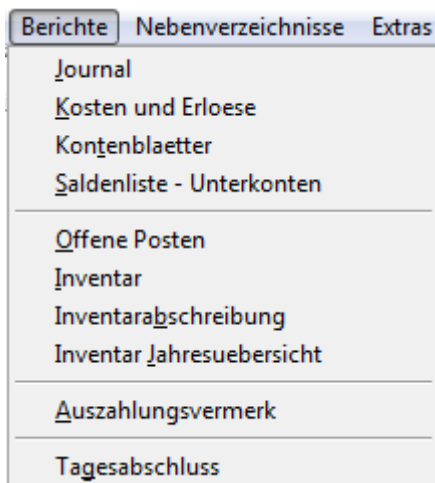 Berichte Nebenverzeichnisse Extras
Journal
Kosten und Erloese
Kontenblaetter
Saldenliste - Unterkonten
Offene Posten
Inventar
Inventarabschreibung
Inventar Jahresuebersicht
Auszahlungsvermerk
Tagesabschluss